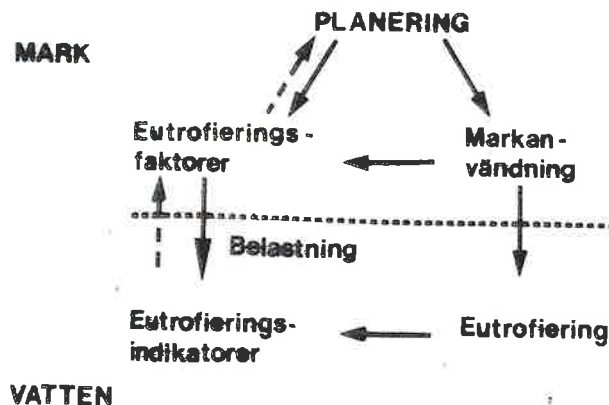 PLANERING
MARK
Eutrofierings-
faktorer
Markan-
vändning
Belastning
Eutrofierings-
indikatorer
Eutrofiering
VATTEN